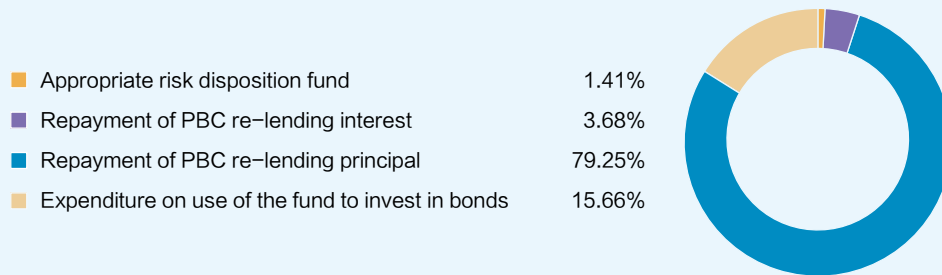 Appropriate risk disposition fund 1.41%
Repayment of PBC re-lending interest 3.68%
Repayment of PBC re-lending principal 79.25%
Expenditure on use of the fund to invest in bonds 15.66%